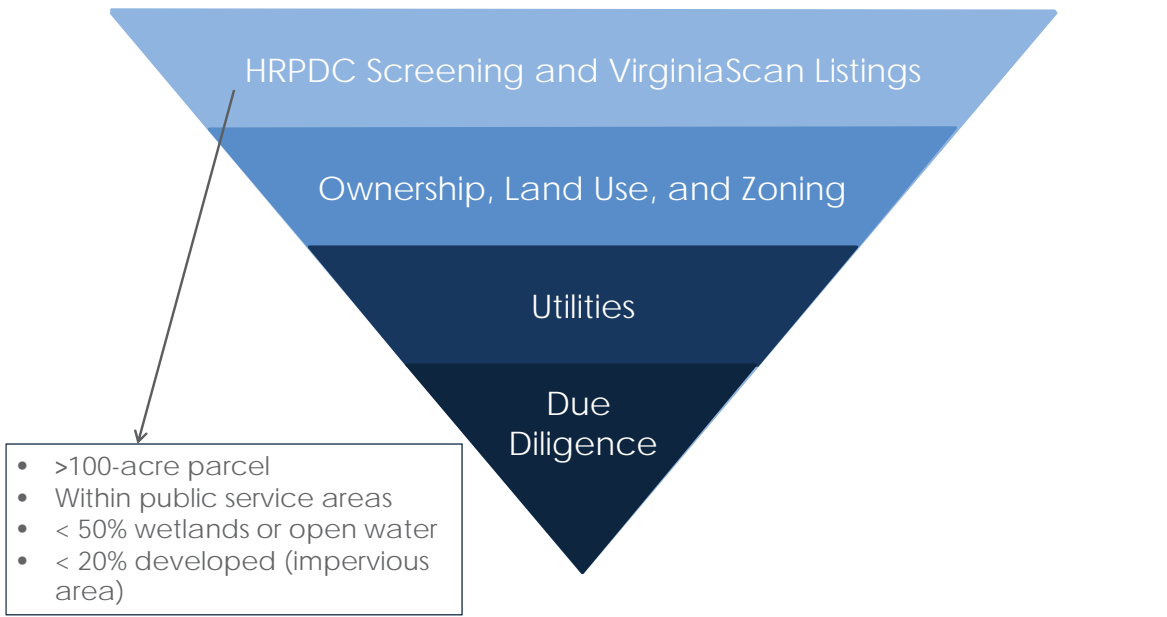 HRPDC Screening and VirginiaScan Listings
Ownership, Land Use, and Zoning
Utilities
Due
Diligence
• >100-acre parcel
• Within public service areas
• < 50% wetlands or open water
• < 20% developed (impervious
area)